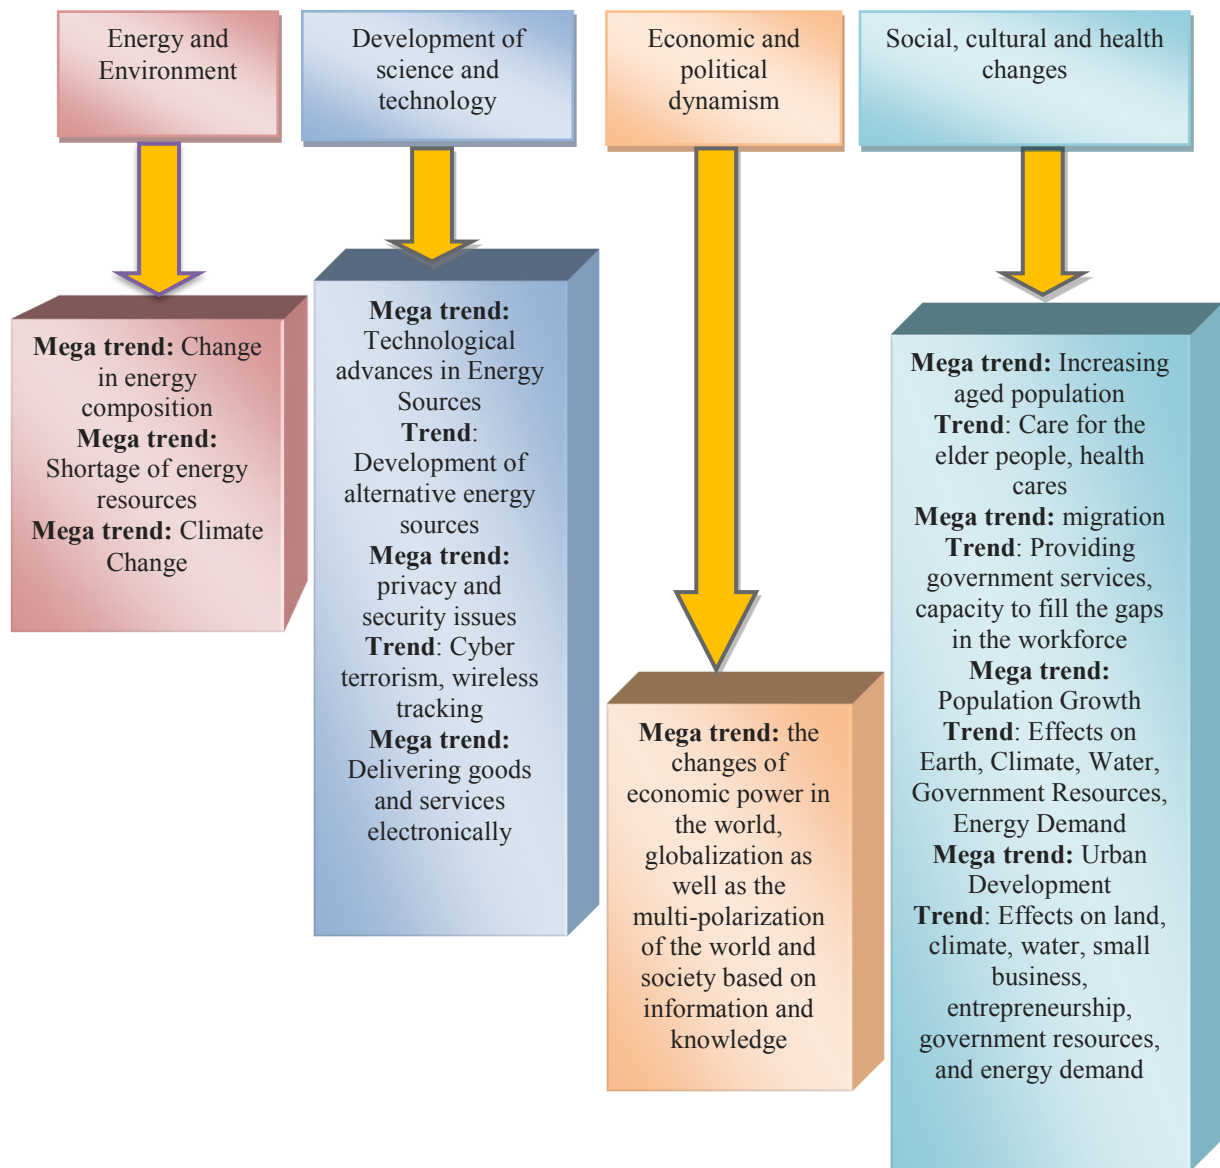 Energy and
Environment
Development of
science and
technology
Economic and
political
dynamism
Social, cultural and health
changes
Mega trend: Change
in energy
composition
Mega trend:
Shortage of energy
resources
Mega trend: Climate
Change
Mega trend:
Technological
advances in Energy
Sources
Trend:
Development of
alternative energy
sources
Mega trend:
privacy and
security issues
Trend: Cyber
terrorism, wireless
tracking
Mega trend:
Delivering goods
and services
electronically
Mega trend: the
changes of
economic power in
the world,
globalization as
well as the
multi-polarization
of the world and
society based on
information and
knowledge
Mega trend: Increasing
aged population
Trend: Care for the
elder people, health
cares
Mega trend: migration
Trend: Providing
government services,
capacity to fill the gaps
in the workforce
Mega trend:
Population Growth
Trend: Effects on
Earth, Climate, Water,
Government Resources,
Energy Demand
Mega trend: Urban
Development
Trend: Effects on land,
climate, water, small
business,
entrepreneurship,
government resources,
and energy demand